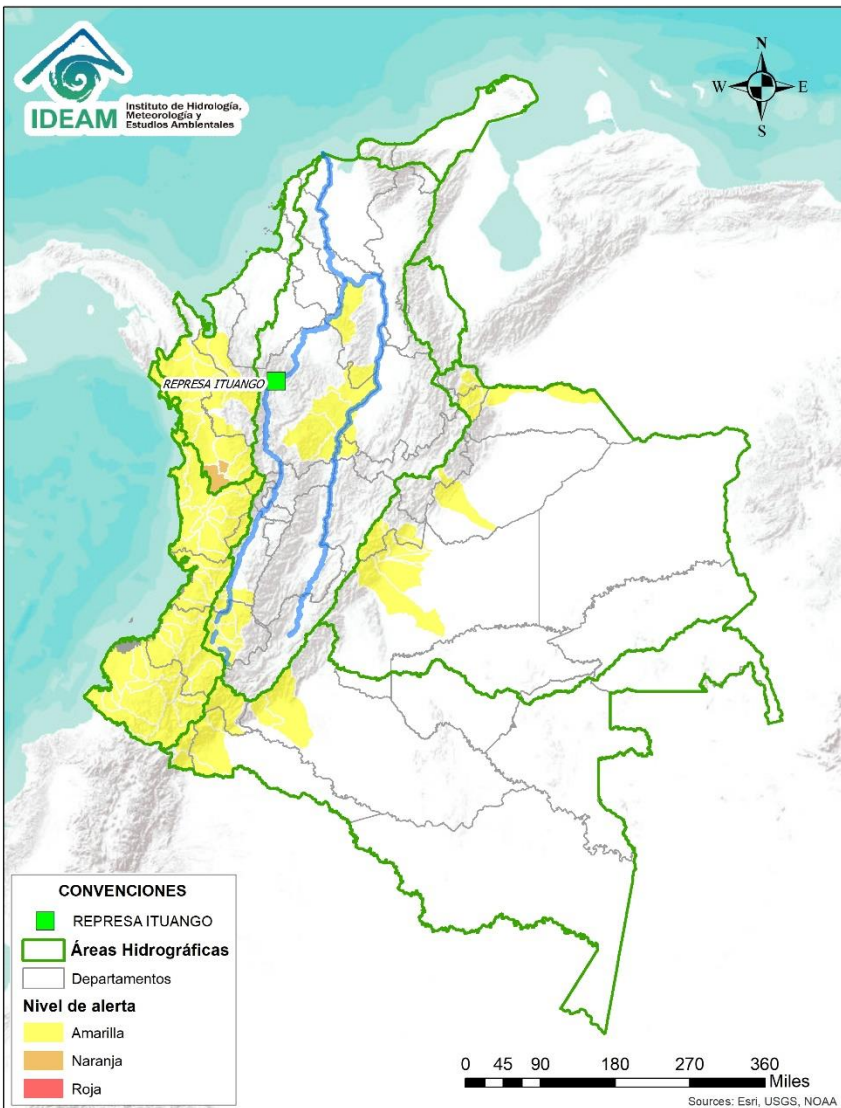 IDEAM
Instituto de Hidrología,
Meteorología y
Estudios Ambientales
N
W
E
S
REPRESA ITUANGO
CONVENCIONES
REPRESA ITUANGO
Áreas Hidrográficas
Departamentos
Nivel de alerta
Amarilla
Naranja
Roja
0 45 90 180 270 360
Miles
Sources: Esri, USGS, NOAA